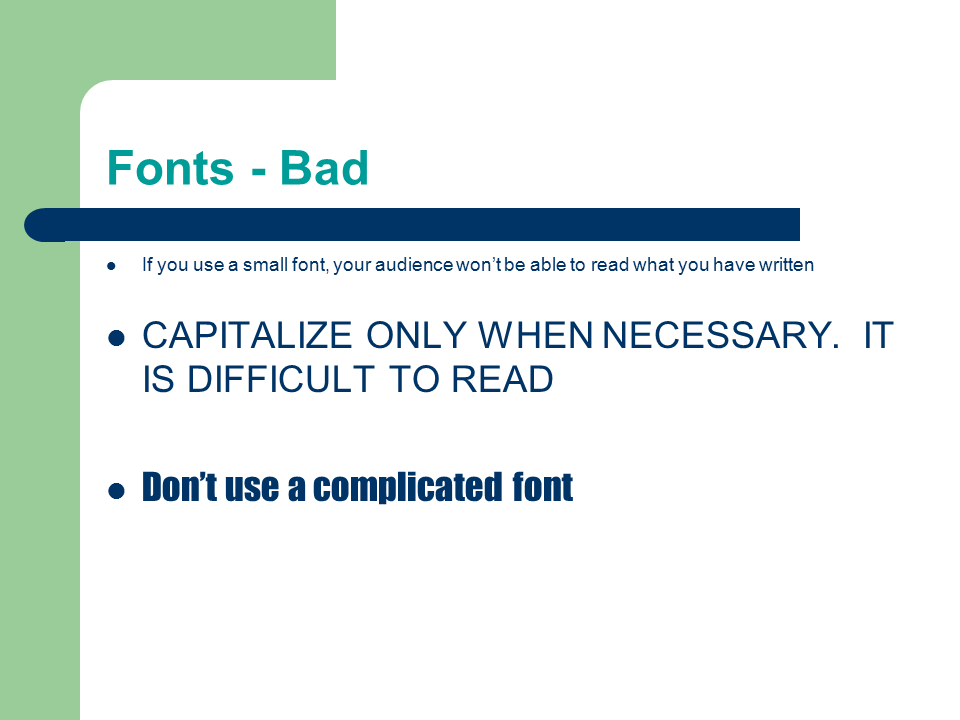 Fonts - Bad
If you use a small font, your audience won’t be able to read what you have written
CAPITALIZE ONLY WHEN NECESSARY.  IT
IS DIFFICULT TO READ
Don’t use a complicated font